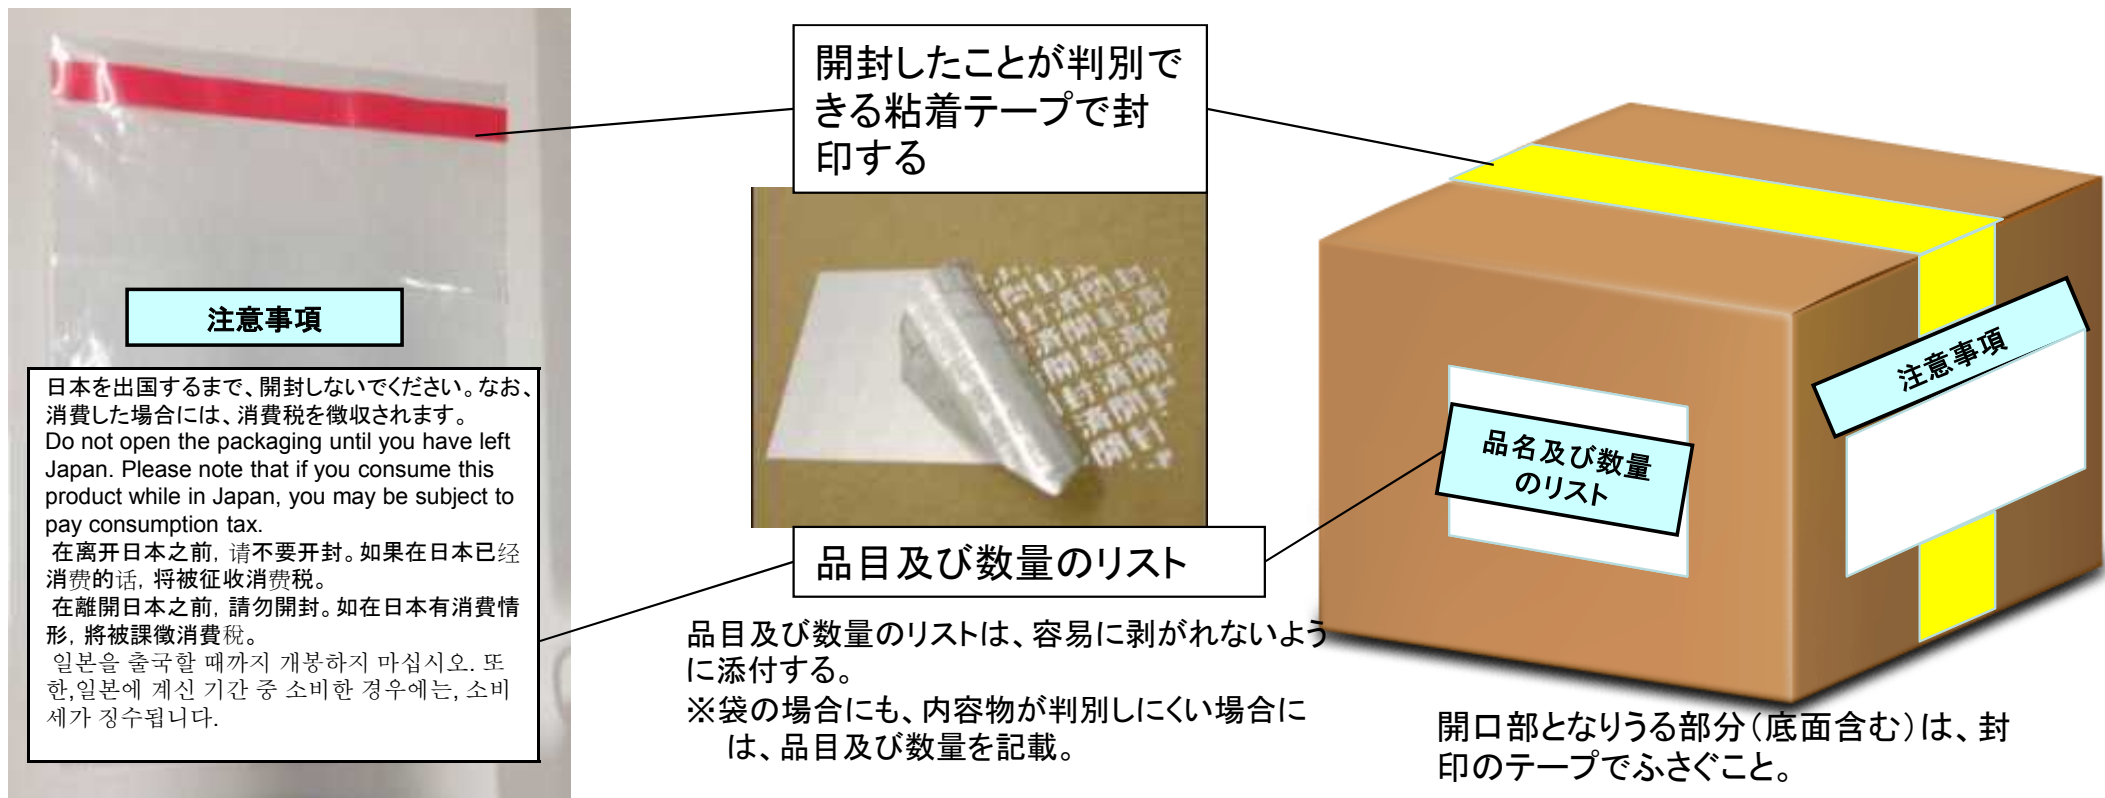 注意事項
日本を出国するまで、開封しないでください。なお、
消費した場合には、消費税を徴収されます。
Do not open the packaging until you have left
Japan. Please note that if you consume this
product while in Japan, you may be subject to
pay consumption tax.
在离开日本之前, 请不要开封。如果在日本已经
消费的话, 将被征收消费税。
在離開日本之前, 請勿開封。如在日本有消費情
形, 將被課徵消費稅。
일본을 출국할 때까지 개봉하지 마십시오. 또
한,일본에 계신 기간 중 소비한 경우에는, 소비
세가 징수됩니다.
開封したことが判別で
きる粘着テープで封
印する
品目及び数量のリスト
品目及び数量のリストは、容易に剥がれないよう
に添付する。
※袋の場合にも、内容物が判別しにくい場合に
は、品目及び数量を記載。
品名及び数量
のリスト
注意事項
開口部となりうる部分(底面含む)は、封
印のテープでふさぐこと。